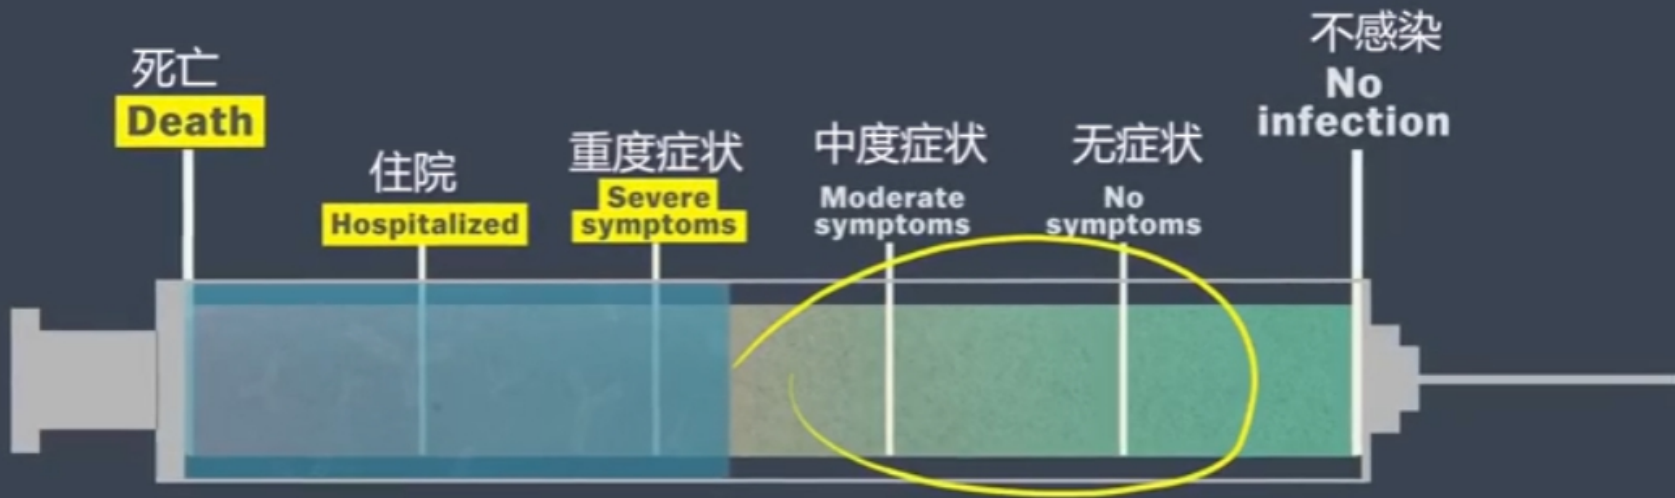 死亡
Death
住院
Hospitalized
重度症状
Severe
symptoms
中度症状
Moderate
symptoms
无症状
No
symptoms
不感染
No
infection